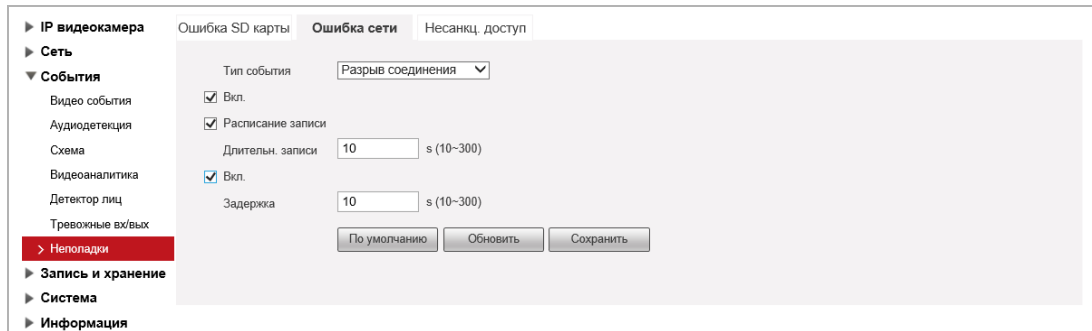 IP видеокамера
Сеть
События
Видео события
Аудиодетекция
Схема
Видеоаналитика
Детектор лиц
Тревожные вх/вых
Неполадки
Запись и хранение
Система
Информация
Ошибка SD карты Ошибка сети Несанкц. доступ
Тип события Разрыв соединения
Вкл.
Расписание записи
Длительн. записи 10 s (10~300)
Вкл.
Задержка 10 s (10~300)
По умолчанию Обновить Сохранить